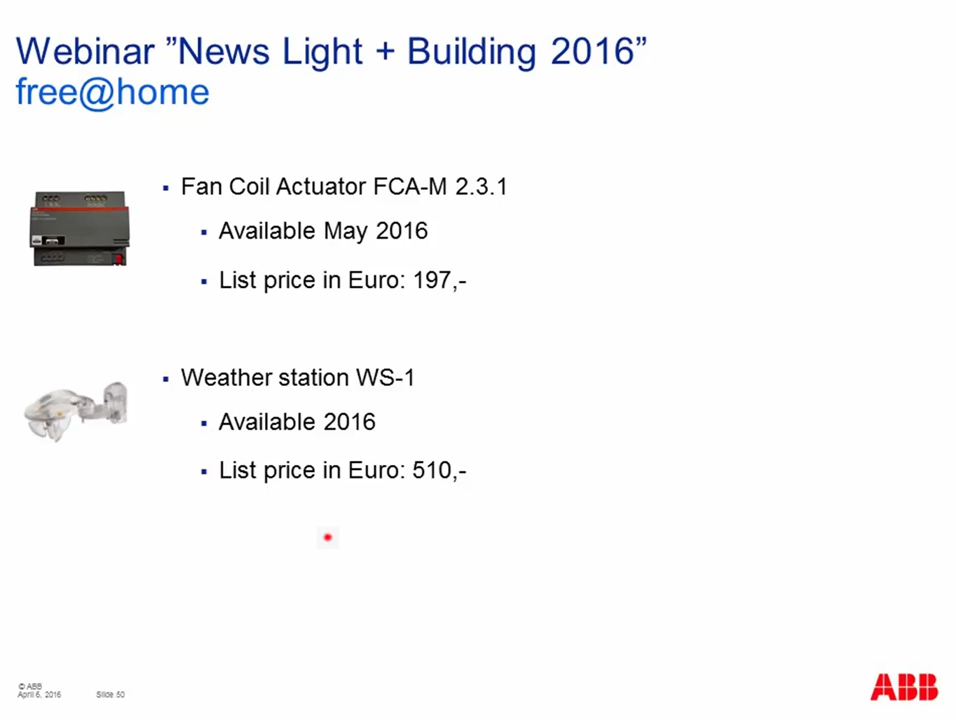 Webinar ”News Light + Building 2016”
free@home
▪ Fan Coil Actuator FCA-M 2.3.1
▪ Available May 2016
▪ List price in Euro: 197,-
▪ Weather station WS-1
▪ Available 2016
▪ List price in Euro: 510,-
© ABB
April 6, 2016 Slide 50
ABB